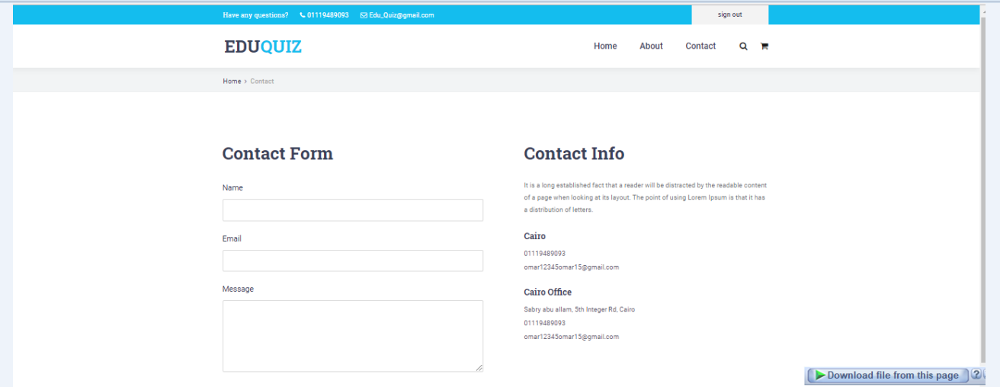 Have any questions? 01119489093 Edu_Quiz@gmail.com sign out
EDUQUIZ Home About Contact
Home > Contact
Contact Form
Name
Email
Message
Contact Info
It is a long established fact that a reader will be distracted by the readable content
of a page when looking at its layout. The point of using Lorem Ipsum is that it has
a distribution of letters.
Cairo
01119489093
omar12345omar15@gmail.com
Cairo Office
Sabry abu allam, 5th Integer Rd, Cairo
01119489093
omar12345omar15@gmail.com
Download file from this page ?